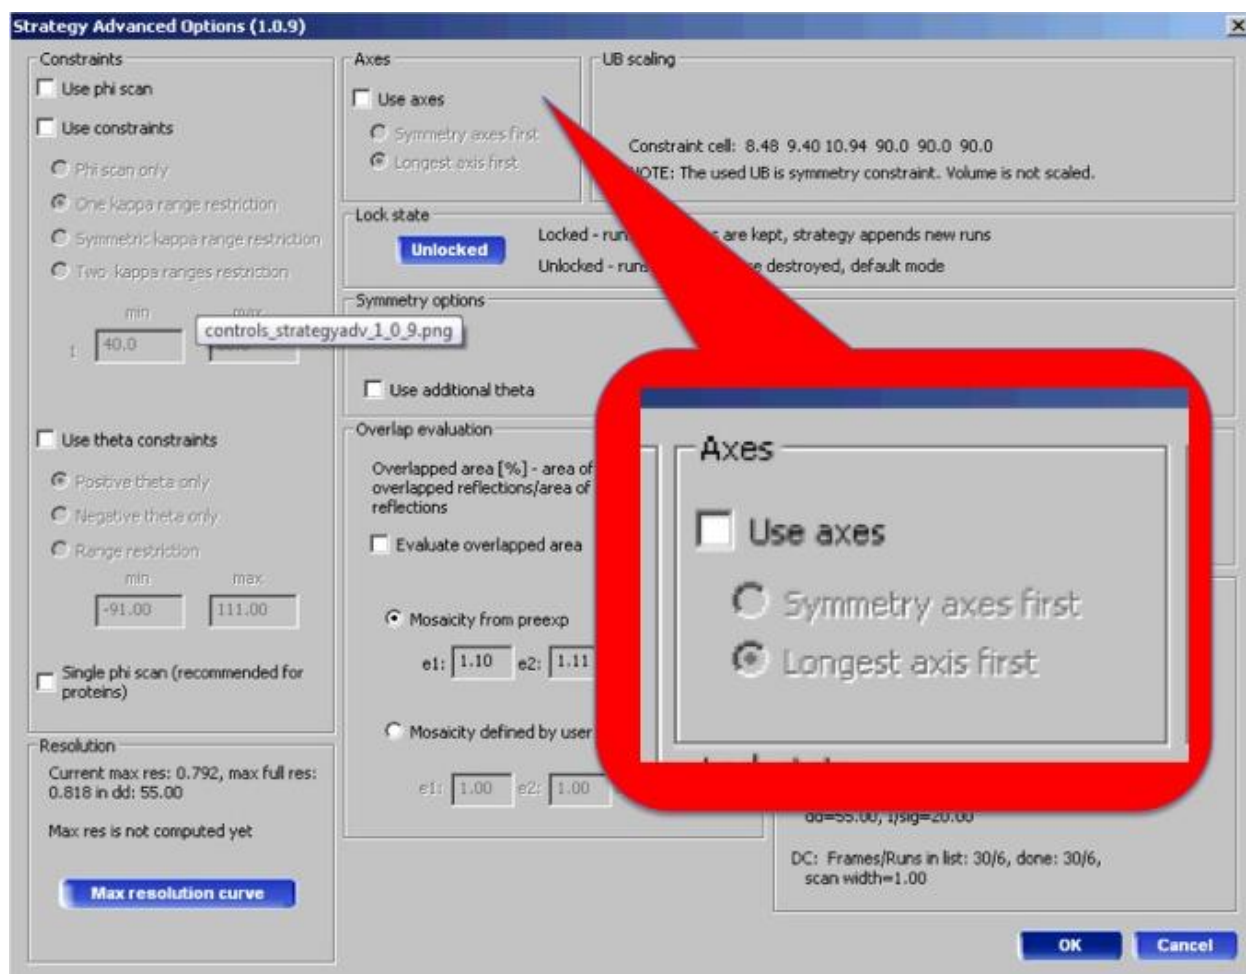 Strategy Advanced Options (1.0.9)
Constraints
Use phi scan
Use constraints
Phi scan only
One kappa range restriction
Symmetric kappa range restriction
Two kappa ranges restriction
min max
controls_strategyadv_1_0_9.png
1 40.0
Use theta constraints
Positive theta only
Negative theta only
Range restriction
min max
-91.00 111.00
Single phi scan (recommended for
proteins)
Resolution
Current max res: 0.792, max full res:
0.818 in dd: 55.00
Max res is not computed yet
Max resolution curve
Axes
Use axes
Symmetry axes first
Longest axis first
UB scaling
Constraint cell: 8.48 9.40 10.94 90.0 90.0 90.0
NOTE: The used UB is symmetry constraint. Volume is not scaled.
Lock state
Unlocked
Locked - are kept, strategy appends new runs
Unlocked - runs destroyed, default mode
Symmetry options
Use additional theta
Overlap evaluation
Overlapped area [%] - area of
overlapped reflections/area of
reflections
Evaluate overlapped area
Mosaicity from preexp
e1: 1.10 e2: 1.11
Mosaicity defined by user
e1: 1.00 e2: 1.00
Axes
Use axes
Symmetry axes first
Longest axis first
dd=55.00, I/sig=20.00
DC: Frames/Runs in list: 30/6, done: 30/6,
scan width=1.00
OK Cancel